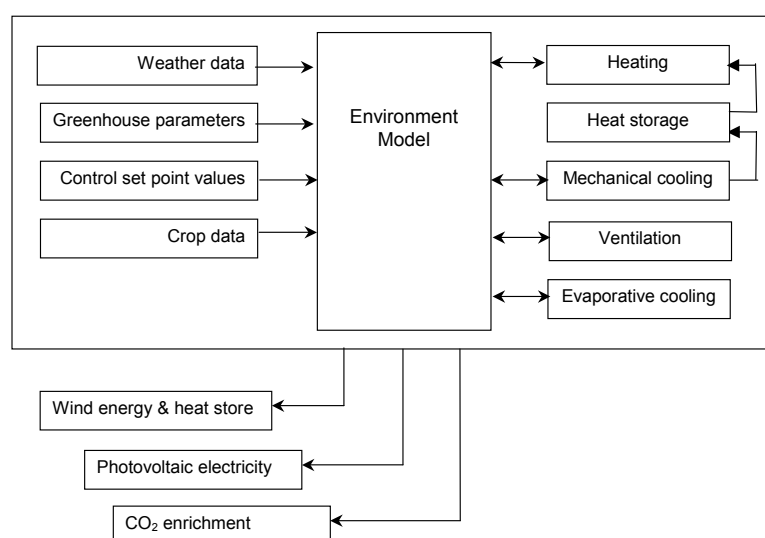 Weather data
Greenhouse parameters
Control set point values
Crop data
Environment
Model
Heating
Heat storage
Mechanical cooling
Ventilation
Evaporative cooling
Wind energy & heat store
Photovoltaic electricity
CO₂ enrichment